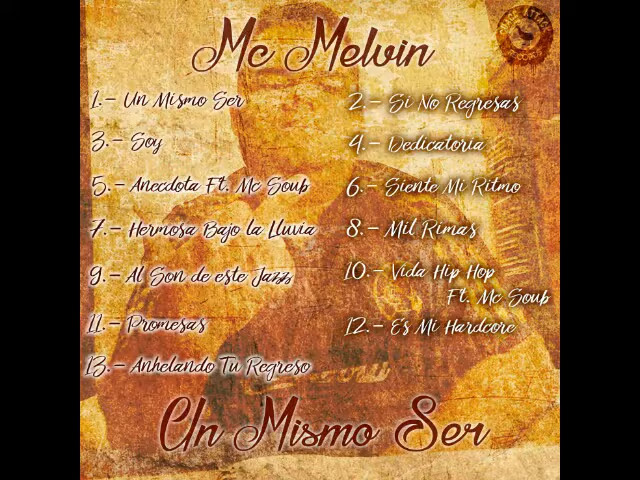 Mc Melvin
1.- Un Mismo Ser
2.- Si No Regresas
3.- Soy
4.- Dedicatoria
5.- Anecdota Ft. Mc Soub
6.- Siente Mi Ritmo
7.- Hermosa Bajo la Lluvia
8.- Mil Rimas
9.- Al Son de este Jazz
10.- Vida Hip Hop
Ft. Mc Soub
11.- Promesas
12.- Es Mi Hardcore
13.- Anhelando Tu Regreso
Un Mismo Ser